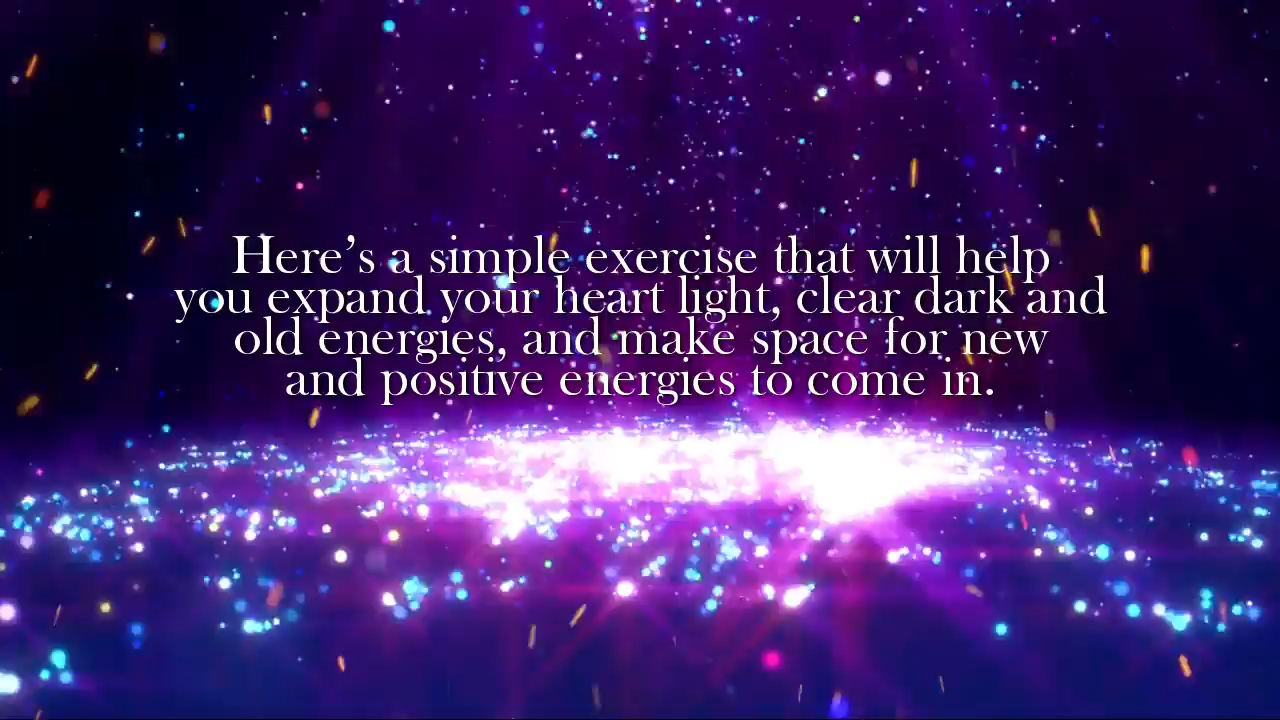 Here’s a simple exercise that will help
you expand your heart light, clear dark and
old energies, and make space for new
and positive energies to come in.